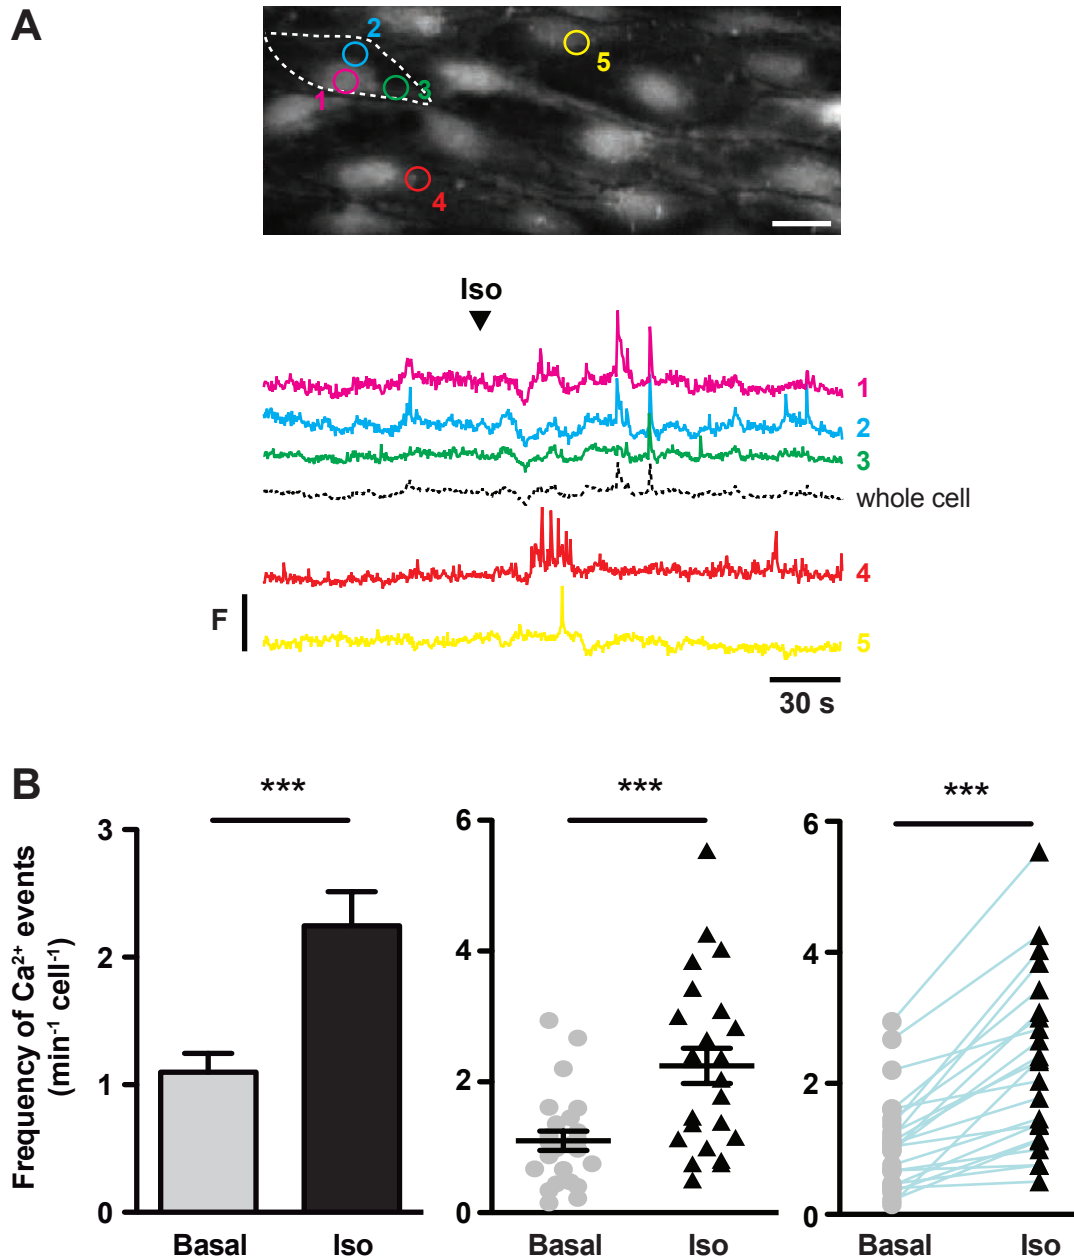 A
2
5
1
3
4
Iso
1
2
3
whole cell
4
F
5
30 s
B
***
***
***
Frequency of Ca²⁺ events
(min⁻¹ cell⁻¹)
3
2
1
0
Basal
Iso
6
4
2
0
Basal
Iso
6
4
2
0
Basal
Iso